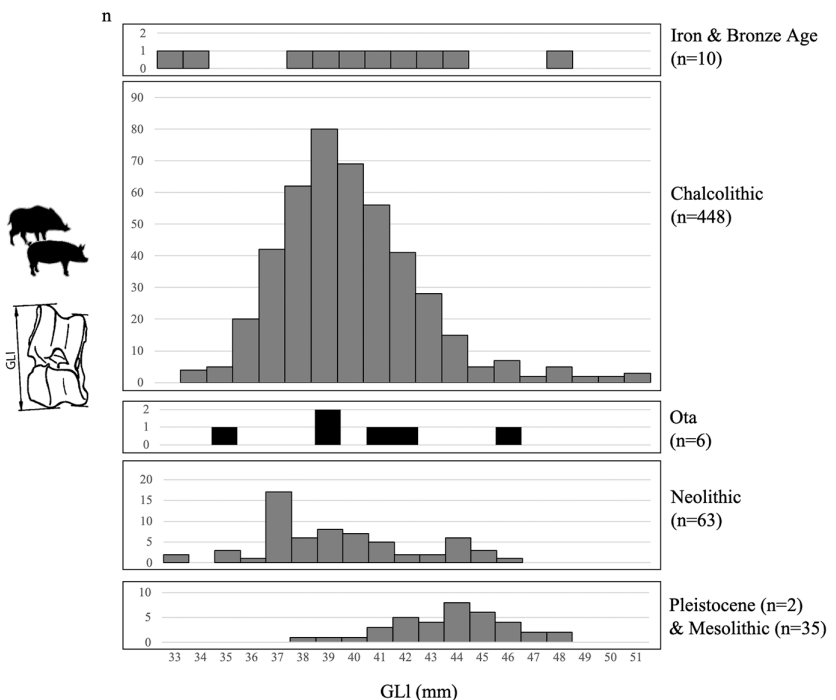 n
2
1
0
Iron & Bronze Age
(n=10)
90
80
70
60
50
40
30
20
10
0
Chalcolithic
(n=448)
GLl
2
1
0
Ota
(n=6)
20
15
10
5
0
Neolithic
(n=63)
10
5
0
Pleistocene (n=2)
& Mesolithic (n=35)
33 34 35 36 37 38 39 40 41 42 43 44 45 46 47 48 49 50 51
GLl (mm)